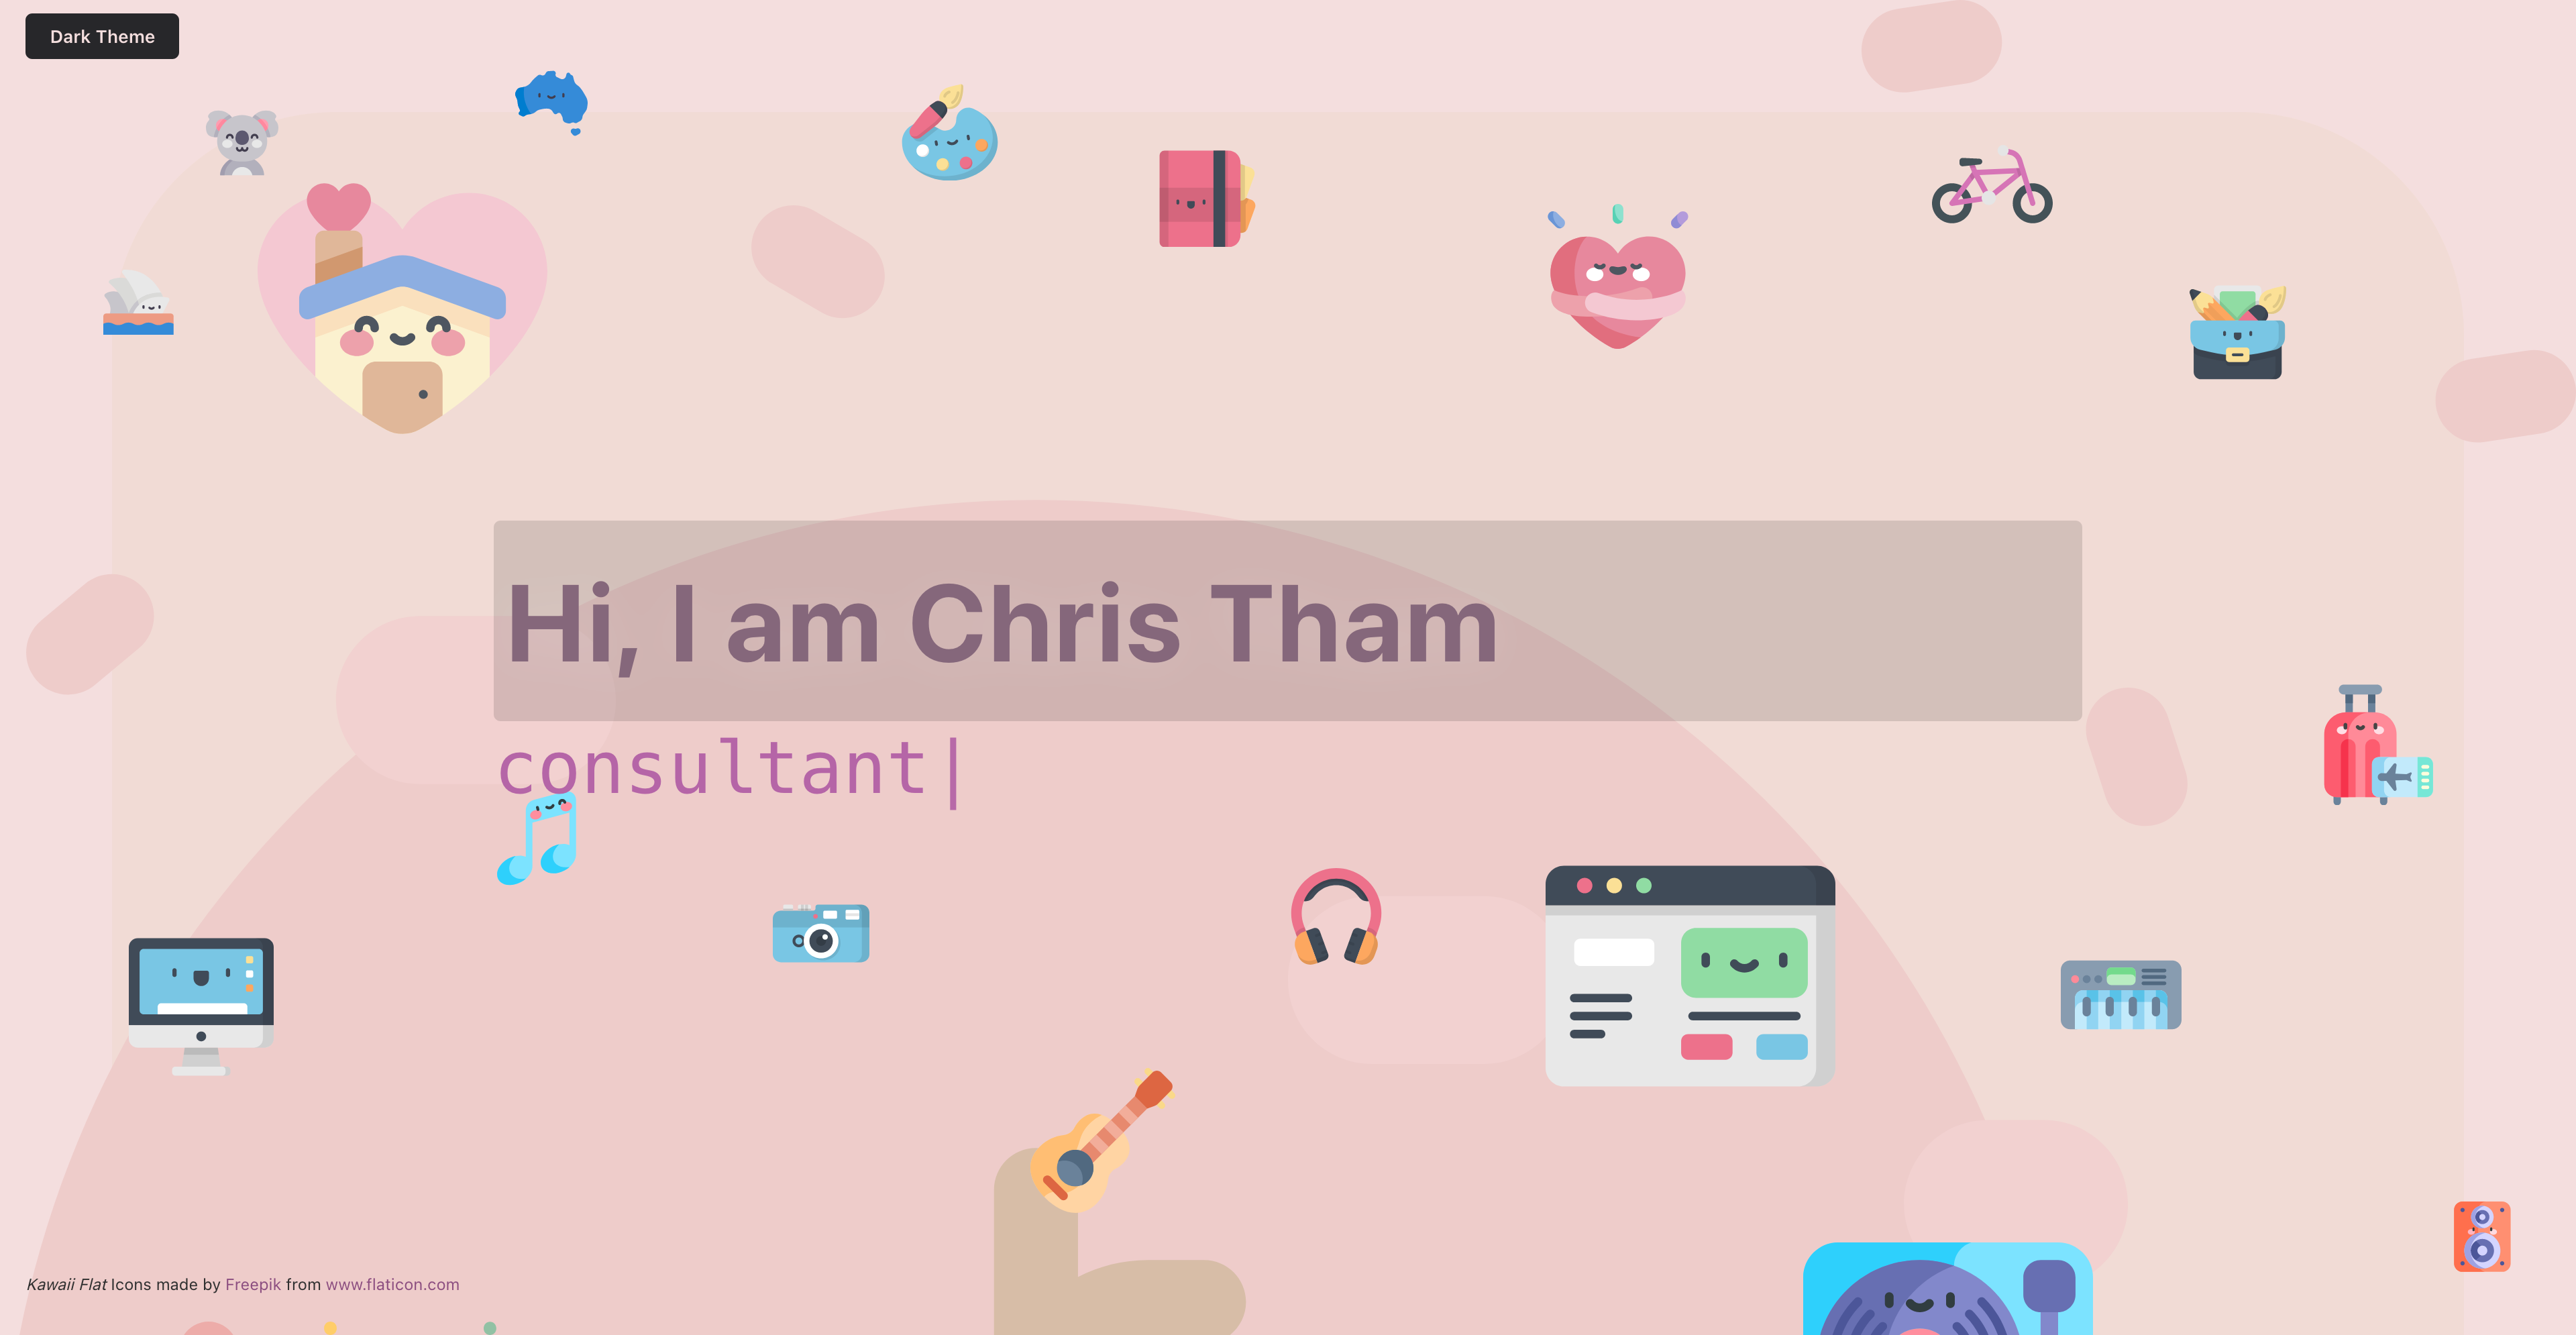 Dark Theme
Hi, I am Chris Tham
consultant|
Kawaii Flat Icons made by Freepik from www.flaticon.com